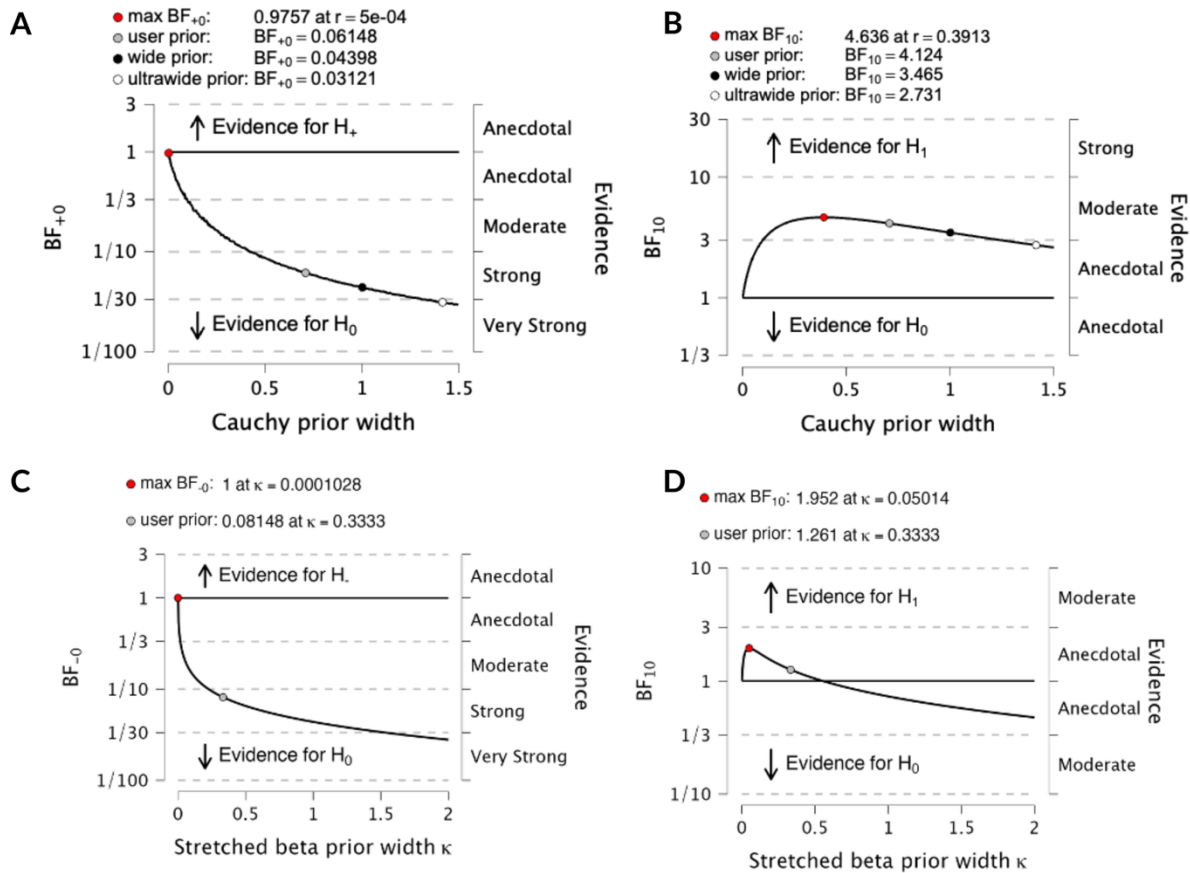 A
max BF+0: 0.9757 at r = 5e-04
user prior: BF+0 = 0.06148
wide prior: BF+0 = 0.04398
ultrawide prior: BF+0 = 0.03121
3
1
1/3
1/10
1/30
1/100
BF+0
↑ Evidence for H+
↓ Evidence for H0
Anecdotal
Anecdotal
Moderate
Strong
Very Strong
Evidence
0 0.5 1 1.5
Cauchy prior width
B
max BF10: 4.636 at r = 0.3913
user prior: BF10 = 4.124
wide prior: BF10 = 3.465
ultrawide prior: BF10 = 2.731
30
10
3
1
1/3
BF10
↑ Evidence for H1
↓ Evidence for H0
Strong
Moderate
Anecdotal
Anecdotal
Evidence
0 0.5 1 1.5
Cauchy prior width
C
max BF-0: 1 at κ = 0.0001028
user prior: 0.08148 at κ = 0.3333
3
1
1/3
1/10
1/30
1/100
BF-0
↑ Evidence for H-
↓ Evidence for H0
Anecdotal
Anecdotal
Moderate
Strong
Very Strong
Evidence
0 0.5 1 1.5 2
Stretched beta prior width κ
D
max BF10: 1.952 at κ = 0.05014
user prior: 1.261 at κ = 0.3333
10
3
1
1/3
1/10
BF10
↑ Evidence for H1
↓ Evidence for H0
Moderate
Anecdotal
Anecdotal
Moderate
Evidence
0 0.5 1 1.5 2
Stretched beta prior width κ